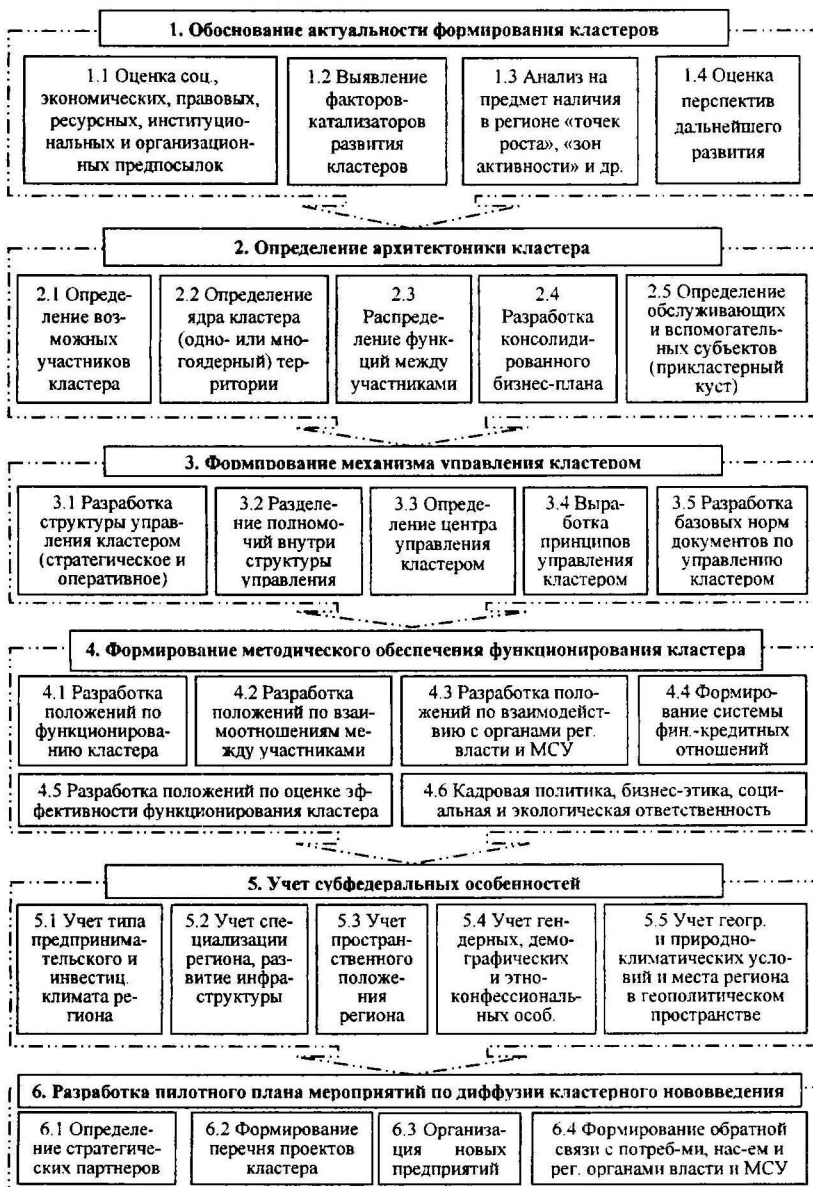 1. Обоснование актуальности формирования кластеров
1.1 Оценка соц.,
экономических, правовых,
ресурсных, институцио-
нальных и организацион-
ных предпосылок
1.2 Выявление
факторов-
катализаторов
развития
кластеров
1.3 Анализ на
предмет наличия
в регионе «точек
роста», «зон
активности» и др.
1.4 Оценка
перспектив
дальнейшего
развития
2. Определение архитектоники кластера
2.1 Опреде-
ление воз-
можных
участников
кластера
2.2 Определение
ядра кластера
(одно- или мно-
гоядерный) тер-
ритории
2.3
Распреде-
ление функ-
ций между
участниками
2.4
Разработка
консолиди-
рованного
бизнес-плана
2.5 Определение
обслуживающих
и вспомогатель-
ных субъектов
(прикластерный
куст)
3. Формирование механизма управления кластером
3.1 Разработка
структуры управ-
ления кластером
(стратегическое и
оперативное)
3.2 Разделе-
ние полномо-
чий внутри
структуры
управления
3.3 Опреде-
ление центра
управления
кластером
3.4 Выра-
ботка
принципов
управления
кластером
3.5 Разработка
базовых норм
документов по
управлению
кластером
4. Формирование методического обеспечения функционирования кластера
4.1 Разработка
положений по
функциониро-
ванию кластера
4.2 Разработка
положений по взаи-
моотношениям ме-
жду участниками
4.3 Разработка поло-
жений по взаимодейст-
вию с органами рег.
власти и МСУ
4.4 Формиро-
вание системы
фин.-кредитных
отношений
4.5 Разработка положений по оценке эф-
фективности функционирования кластера
4.6 Кадровая политика, бизнес-этика, соци-
альная и экологическая ответственность
5. Учет субфедеральных особенностей
5.1 Учет типа
предпринима-
тельского и
инвестиц.
климата ре-
гиона
5.2 Учет спе-
циализации
региона, раз-
витие инфра-
структуры
5.3 Учет
пространст-
венного
положения
региона
5.4 Учет ген-
дерных, демо-
графических
и этно-
конфессиональ-
ных особ.
5.5 Учет геогр.
и природно-
климатических усло-
вий и места региона
в геополитическом
пространстве
6. Разработка пилотного плана мероприятий по диффузии кластерного нововведения
6.1 Определе-
ние стратеги-
ческих партнеров
6.2 Формирование
перечня проектов
кластера
6.3 Организа-
ция новых
предприятий
6.4 Формирование обратной
связи с потреб-ми, нас-ем и
рег. органами власти и МСУ